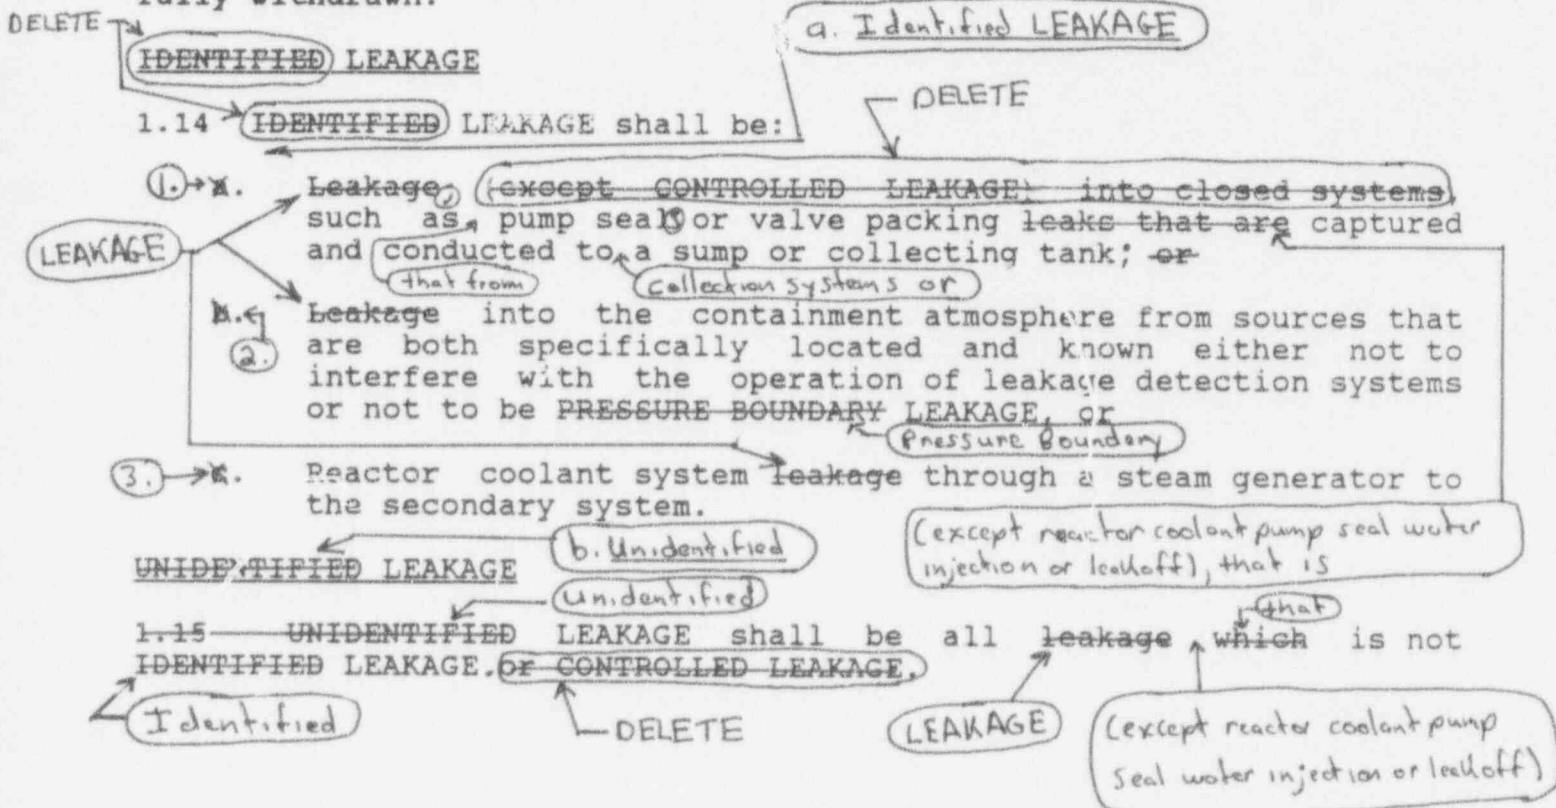 fully withdrawn.
DELETE
a. Identified LEAKAGE
IDENTIFIED LEAKAGE
DELETE
1.14 IDENTIFIED LEAKAGE shall be:
1. a. Leakage, (except CONTROLLED LEAKAGE) into closed systems,
such as, pump seals or valve packing leaks that are captured
LEAKAGE and conducted to a sump or collecting tank; or
that from collection systems or
b. Leakage into the containment atmosphere from sources that
2. are both specifically located and known either not to
interfere with the operation of leakage detection systems
or not to be PRESSURE BOUNDARY LEAKAGE, or
Pressure Boundary
3. c. Reactor coolant system leakage through a steam generator to
the secondary system.
(except reactor coolant pump seal water
injection or leakoff), that is
b. Unidentified
UNIDENTIFIED LEAKAGE
Unidentified
that
1.15 UNIDENTIFIED LEAKAGE shall be all leakage, which is not
IDENTIFIED LEAKAGE. or CONTROLLED LEAKAGE.
Identified
DELETE
LEAKAGE
(except reactor coolant pump
seal water injection or leakoff)